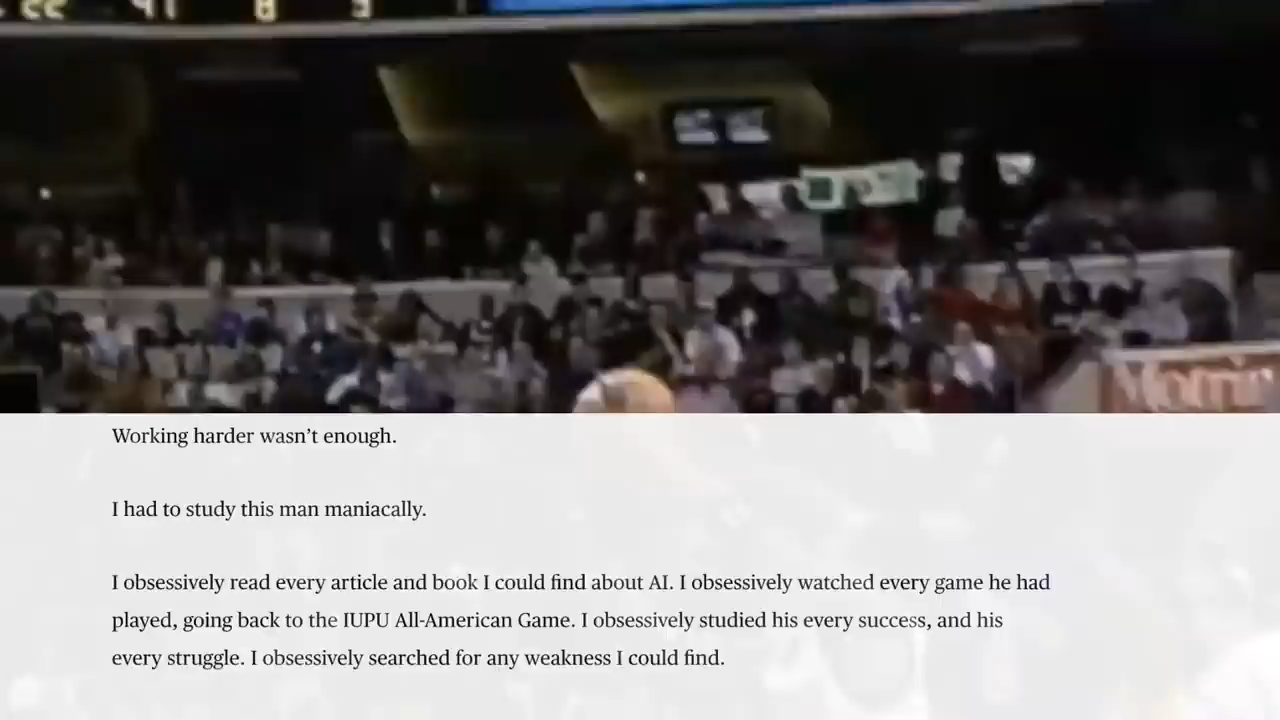 Working harder wasn’t enough.
I had to study this man maniacally.
I obsessively read every article and book I could find about AI. I obsessively watched every game he had
played, going back to the IUPU All-American Game. I obsessively studied his every success, and his
every struggle. I obsessively searched for any weakness I could find.